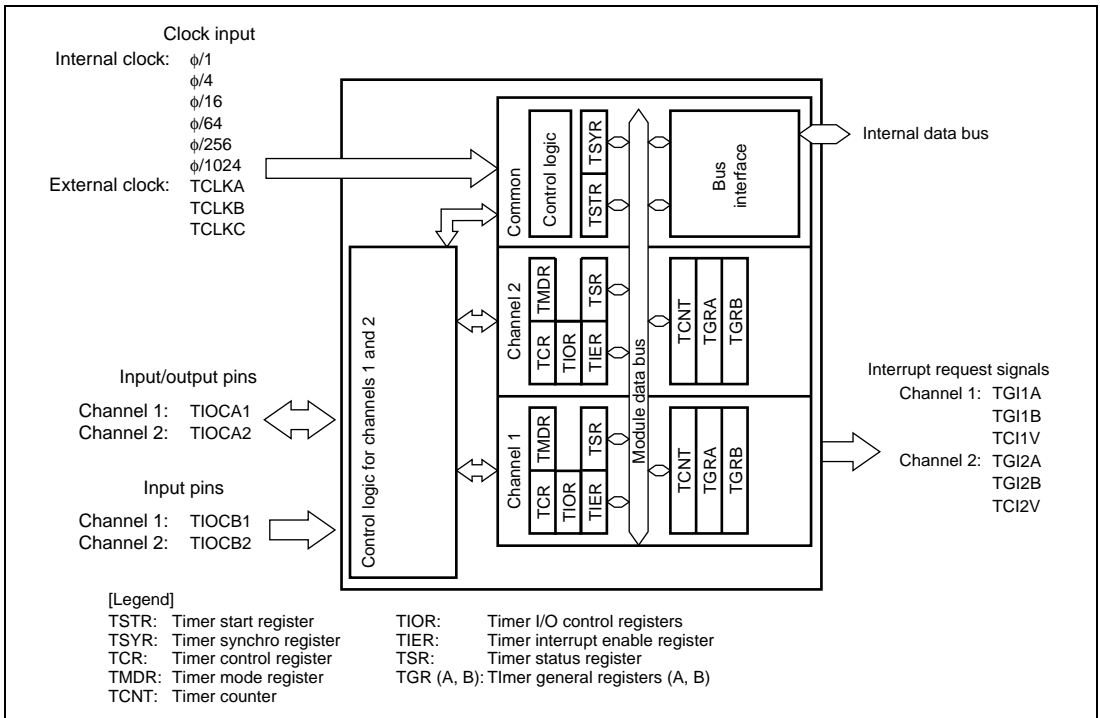 Clock input
Internal clock: ϕ/1
ϕ/4
ϕ/16
ϕ/64
ϕ/256
ϕ/1024
External clock: TCLKA
TCLKB
TCLKC
Input/output pins
Channel 1: TIOCA1
Channel 2: TIOCA2
Input pins
Channel 1: TIOCB1
Channel 2: TIOCB2
Control logic for channels 1 and 2
Common
Control logic
TSTR TSYR
Bus
interface
Internal data bus
Channel 2
TCR TMDR
TIOR
TIER TSR
TCNT
TGRA
TGRB
Module data bus
Channel 1
TCR TMDR
TIOR
TIER TSR
TCNT
TGRA
TGRB
Interrupt request signals
Channel 1: TGI1A
TGI1B
TCI1V
Channel 2: TGI2A
TGI2B
TCI2V
[Legend]
TSTR: Timer start register
TSYR: Timer synchro register
TCR: Timer control register
TMDR: Timer mode register
TCNT: Timer counter
TIOR: Timer I/O control registers
TIER: Timer interrupt enable register
TSR: Timer status register
TGR (A, B): TImer general registers (A, B)